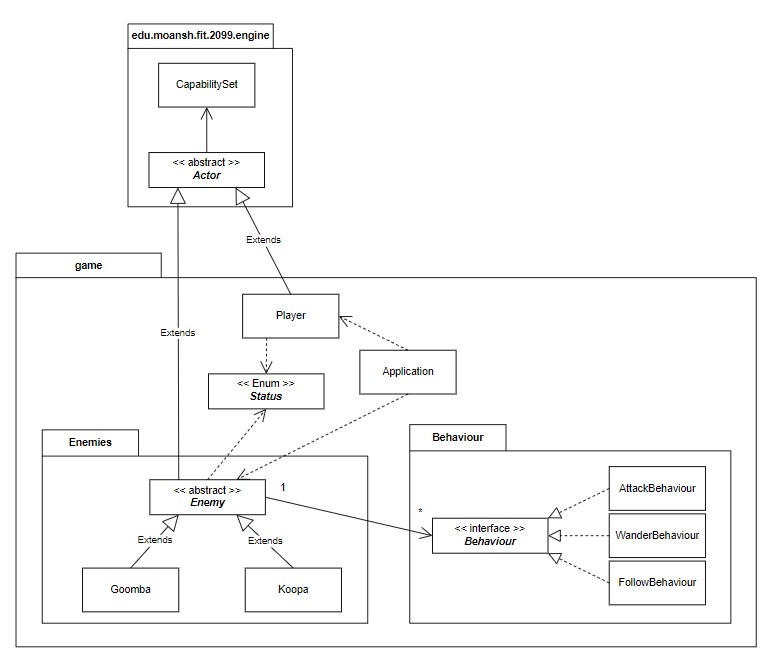 edu.moansh.fit.2099.engine
CapabilitySet
<< abstract >>
Actor
Extends
game
Player
Extends
Application
<< Enum >>
Status
Enemies
Behaviour
<< abstract >>
Enemy
1
*
AttackBehaviour
<< interface >>
Behaviour
WanderBehaviour
Extends
Extends
Goomba
Koopa
FollowBehaviour